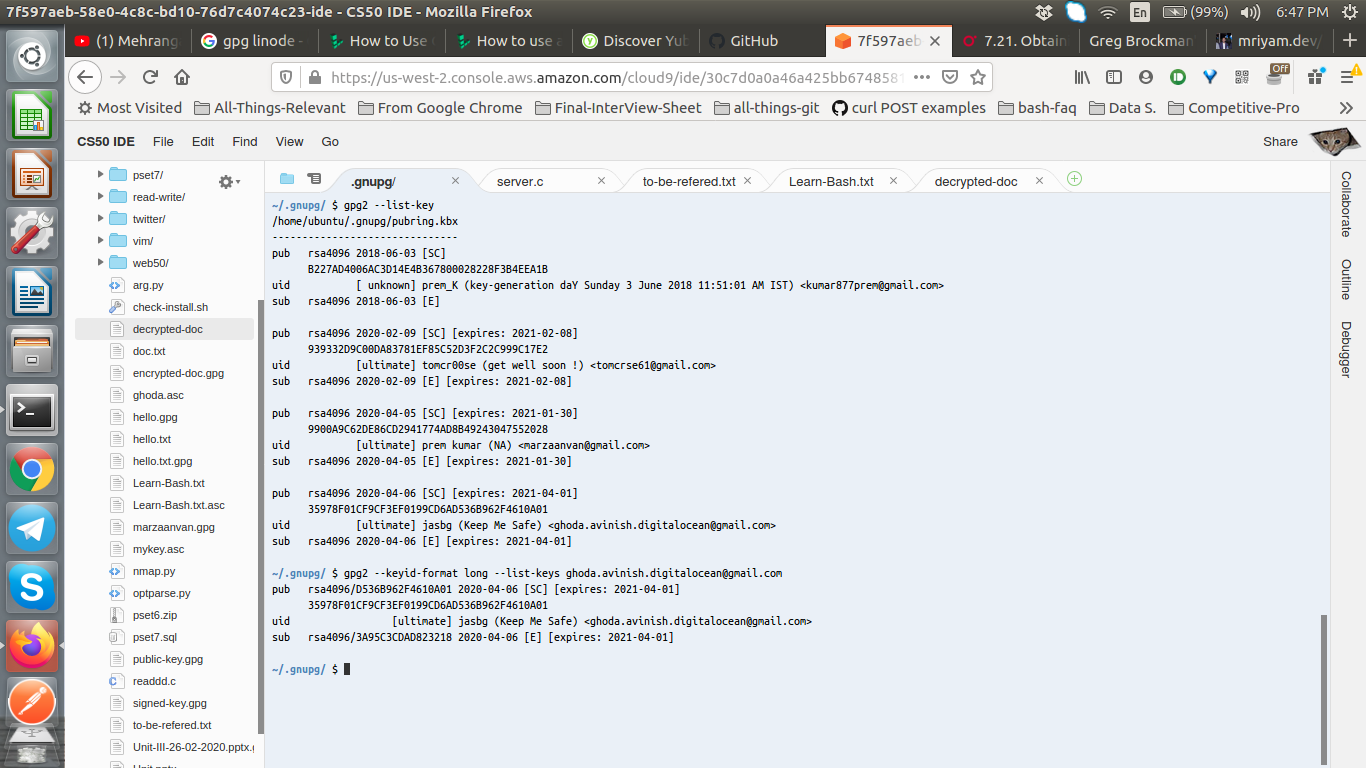 7f597aeb-58e0-4c8c-bd10-76d7c4074c23-ide - CS50 IDE - Mozilla Firefox
En (99%) 6:47 PM
(1) Mehrang
gpg linode -
How to Use
How to use a
Discover Yub
GitHub
7f597aeb
7.21. Obtain
Greg Brockman
mriyam.dev/
https://us-west-2.console.aws.amazon.com/cloud9/ide/30c7d0a0a46a425bb6748581
Off
Most Visited
All-Things-Relevant
From Google Chrome
Final-InterView-Sheet
all-things-git
curl POST examples
bash-faq
Data S.
Competitive-Pro
CS50 IDE File Edit Find View Go Share
pset7/
read-write/
twitter/
vim/
web50/
arg.py
check-install.sh
decrypted-doc
doc.txt
encrypted-doc.gpg
ghoda.asc
hello.gpg
hello.txt
hello.txt.gpg
Learn-Bash.txt
Learn-Bash.txt.asc
marzaanvan.gpg
mykey.asc
nmap.py
optparse.py
pset6.zip
pset7.sql
public-key.gpg
readdd.c
signed-key.gpg
to-be-refered.txt
Unit-III-26-02-2020.pptx.g
Unit.pptx
.gnupg/
server.c
to-be-refered.txt
Learn-Bash.txt
decrypted-doc
~/.gnupg/ $ gpg2 --list-key
/home/ubuntu/.gnupg/pubring.kbx
-------------------------------
pub rsa4096 2018-06-03 [SC]
B227AD4006AC3D14E4B367800028228F3B4EEA1B
uid [ unknown] prem_K (key-generation daY Sunday 3 June 2018 11:51:01 AM IST) <kumar877prem@gmail.com>
sub rsa4096 2018-06-03 [E]
pub rsa4096 2020-02-09 [SC] [expires: 2021-02-08]
939332D9C00DA83781EF85C52D3F2C2C999C17E2
uid [ultimate] tomcr00se (get well soon !) <tomcrse61@gmail.com>
sub rsa4096 2020-02-09 [E] [expires: 2021-02-08]
pub rsa4096 2020-04-05 [SC] [expires: 2021-01-30]
9900A9C62DE86CD2941774AD8B49243047552028
uid [ultimate] prem kumar (NA) <marzaanvan@gmail.com>
sub rsa4096 2020-04-05 [E] [expires: 2021-01-30]
pub rsa4096 2020-04-06 [SC] [expires: 2021-04-01]
35978F01CF9CF3EF0199CD6AD536B962F4610A01
uid [ultimate] jasbg (Keep Me Safe) <ghoda.avinish.digitalocean@gmail.com>
sub rsa4096 2020-04-06 [E] [expires: 2021-04-01]
~/.gnupg/ $ gpg2 --keyid-format long --list-keys ghoda.avinish.digitalocean@gmail.com
pub rsa4096/D536B962F4610A01 2020-04-06 [SC] [expires: 2021-04-01]
35978F01CF9CF3EF0199CD6AD536B962F4610A01
uid [ultimate] jasbg (Keep Me Safe) <ghoda.avinish.digitalocean@gmail.com>
sub rsa4096/3A95C3CDAD823218 2020-04-06 [E] [expires: 2021-04-01]
~/.gnupg/ $
Collaborate
Outline
Debugger